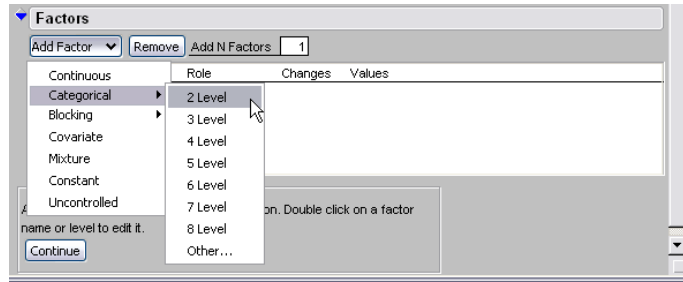 Factors
Add Factor Remove Add N Factors 1
Role Changes Values
Continuous
Categorical
Blocking
Covariate
Mixture
Constant
Uncontrolled
2 Level
3 Level
4 Level
5 Level
6 Level
7 Level
8 Level
Other...
on. Double click on a factor
name or level to edit it.
Continue